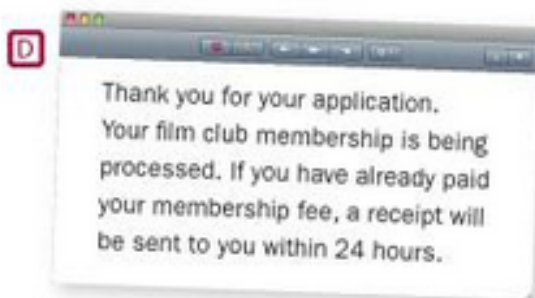 D
Thank you for your application.
Your film club membership is being
processed. If you have already paid
your membership fee, a receipt will
be sent to you within 24 hours.